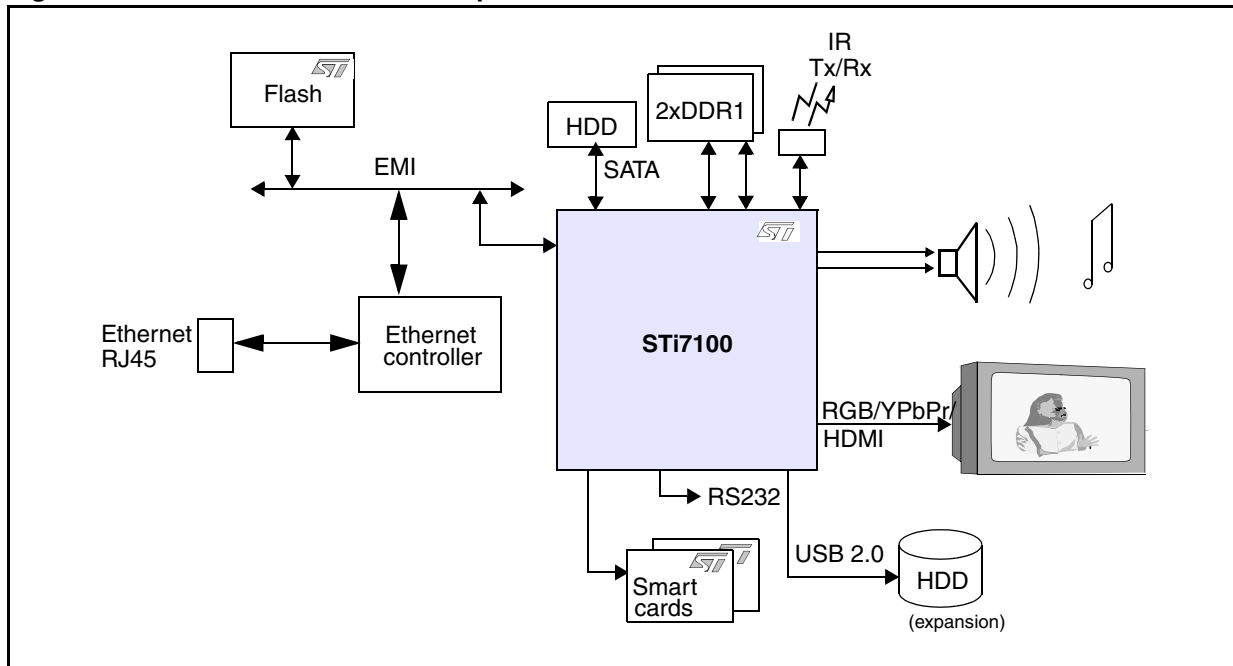 IR
Tx/Rx
Flash
2xDDR1
HDD
EMI
SATA
Ethernet
RJ45
Ethernet
controller
STi7100
RGB/YPbPr/
HDMI
RS232
USB 2.0
Smart
cards
HDD
(expansion)